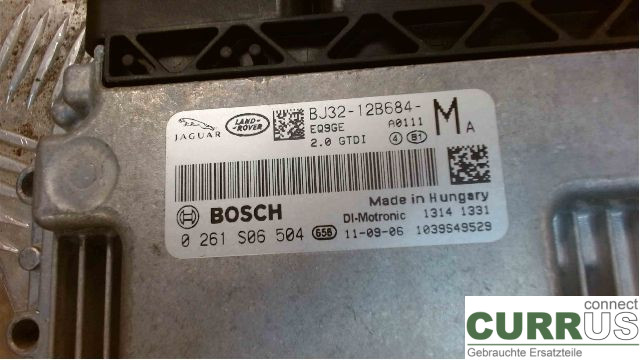 JAGUAR LAND-ROVER BJ32-12B684- MA
EQ9GE A0111
2.0 GTDI 4 B1
Made in Hungary
BOSCH DI-Motronic 1314 1331
0 261 S06 504 G56 11-09-06 1039S49529
connect
CURRUS
Gebrauchte Ersatzteile